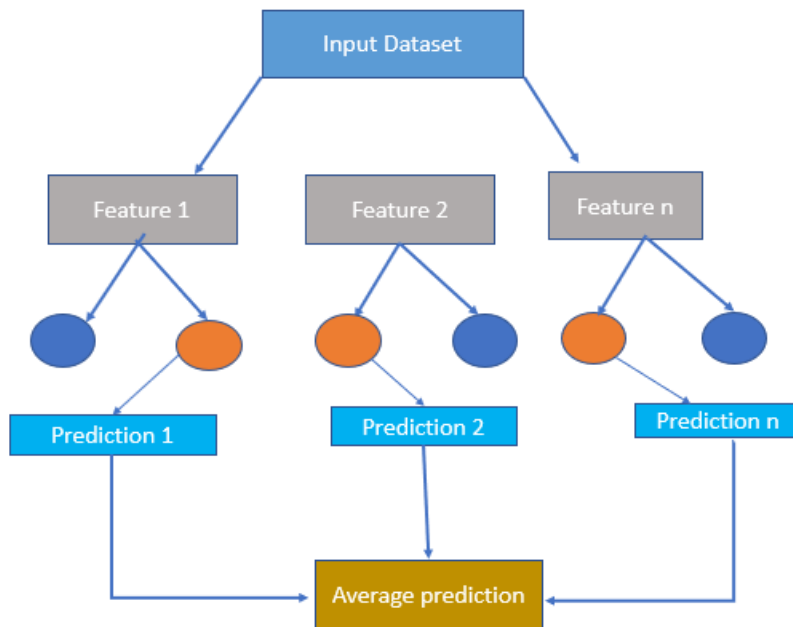 Input Dataset
Feature 1
Feature 2
Feature n
Prediction 1
Prediction 2
Prediction n
Average prediction